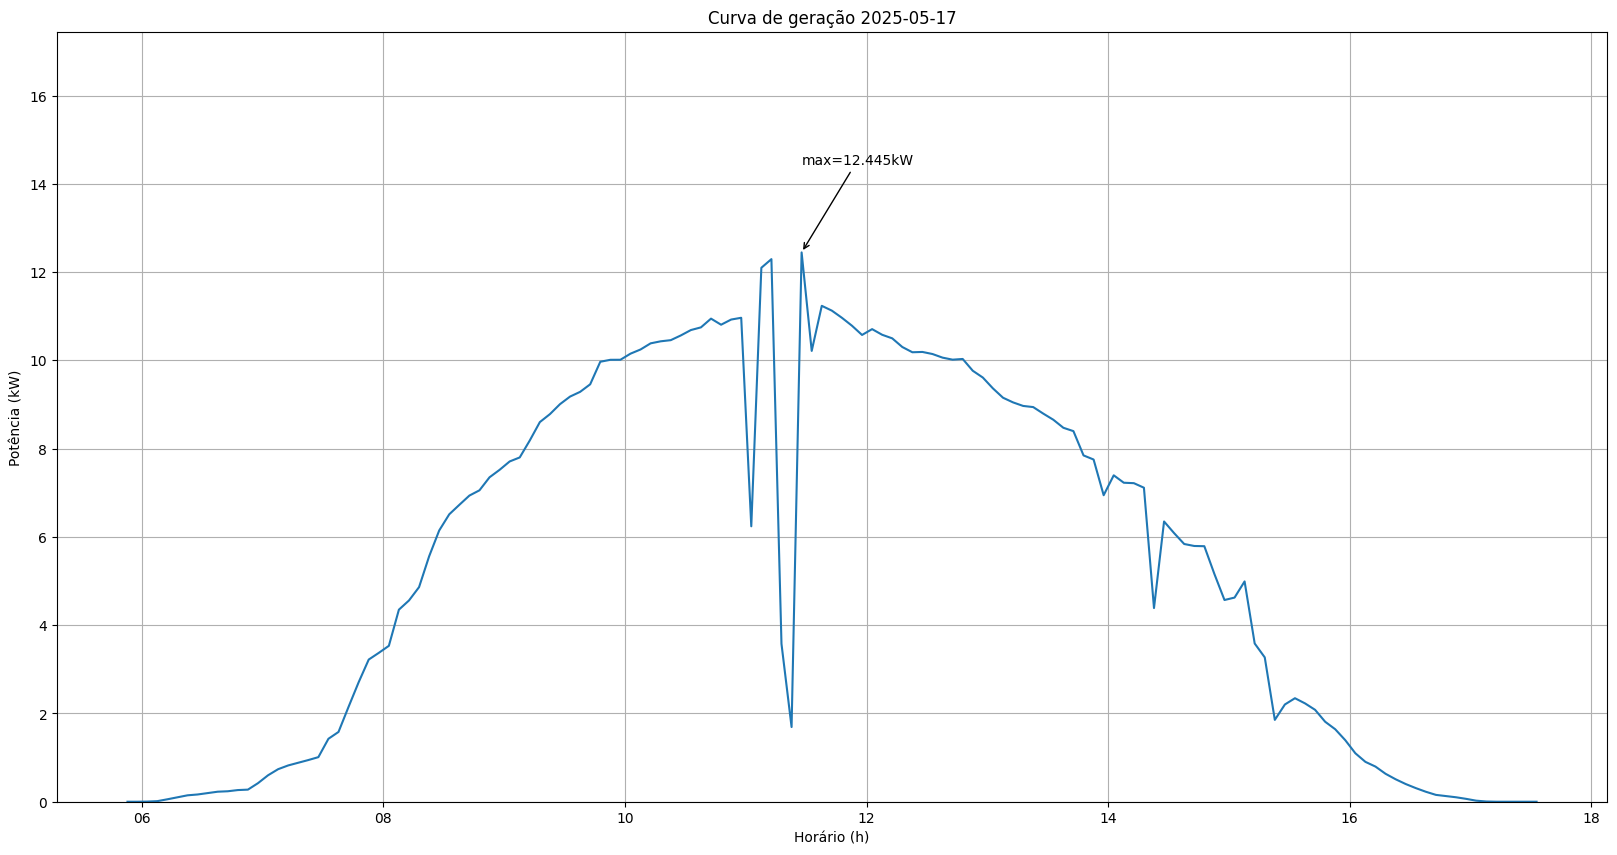 Curva de geração 2025-05-17
16
14
12
10
8
6
4
2
0
Potência (kW)
max=12.445kW
06 08 10 12 14 16 18
Horário (h)